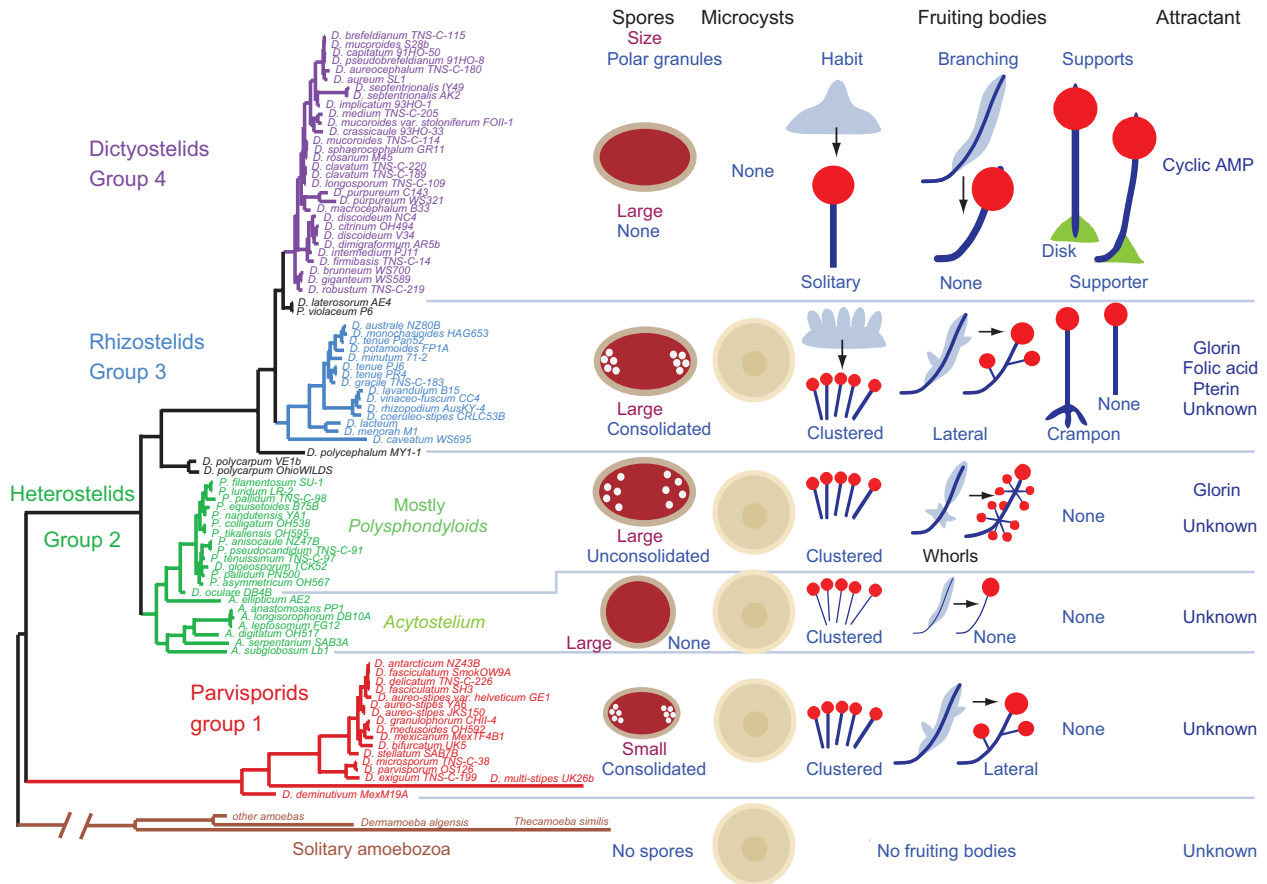 Spores
Size
Polar granules
Microcysts
Fruiting bodies
Habit
Branching
Supports
Attractant
D. brefeldianum TNS-C-115
D. mucoroides S28b
D. capitatum 91HO-50
D. pseudobrefeldianum 91HO-8
D. aureocephalum TNS-C-180
D. aureum SL1
D. septentrionalis IY49
D. septentrionalis AK2
D. implicatum 93HO-1
D. medium TNS-C-205
D. mucoroides var. stoloniferum FOII-1
D. crassicaule 93HO-33
D. mucoroides TNS-C-114
D. sphaerocephalum GR11
D. rosarium M45
D. clavatum TNS-C-220
D. clavatum TNS-C-189
D. longosporum TNS-C-109
D. purpureum C143
D. purpureum WS321
D. macrocephalum B33
D. discoideum NC4
D. citrinum OH494
D. discoideum V34
D. dimigraformum AR5b
D. intermedium PJ11
D. firmibasis TNS-C-14
D. brunneum WS700
D. giganteum WS589
D. robustum TNS-C-219
Dictyostelids
Group 4
Large
None
None
Solitary
None
Disk
Supporter
Cyclic AMP
D. laterosorum AE4
P. violaceum P6
D. australe NZ80B
D. monochasioides HAG653
D. tenue Pan52
D. potamoides FP1A
D. minutum 71-2
D. tenue PJ6
D. tenue PR4
D. gracile TNS-C-183
D. lavandulum B15
D. vinaceo-fuscum CC4
D. rhizopodium AusKY-4
D. coeruleo-stipes CRLC53B
D. lacteum
D. menorah M1
D. caveatum WS695
D. polycephalum MY1-1
Rhizostelids
Group 3
Large
Consolidated
Clustered
Lateral
Crampon
None
Glorin
Folic acid
Pterin
Unknown
D. polycarpum VE1b
D. polycarpum OhioWILDS
P. filamentosum SU-1
P. luridum LR-2
P. pallidum TNS-C-98
P. equisetoides B75B
P. nandutensis YA1
P. colligatum OH538
P. tikaliensis OH595
P. anisocaule NZ47B
P. pseudocandidum TNS-C-91
P. tenuissimum TNS-C-97
D. gloeosporum TCK52
P. pallidum PN500
P. asymmetricum OH567
D. oculare DB4B
A. ellipticum AE2
A. anastomosans PP1
A. longisorophorum DB10A
A. leptosomum FG12
A. digitatum OH517
A. serpentarium SAB3A
A. subglobosum Lb1
Heterostelids
Group 2
Mostly
Polysphondyloids
Large
Unconsolidated
Clustered
Whorls
None
Glorin
Unknown
Acytostelium
Large
None
Clustered
None
None
Unknown
D. antarcticum NZ43B
D. fasciculatum SmokOW9A
D. delicatum TNS-C-226
D. fasciculatum SH3
D. aureo-stipes var. helveticum GE1
D. aureo-stipes YA6
D. aureo-stipes JKS150
D. granulophorum CHII-4
D. medusoides OH592
D. mexicanum MexTF4B1
D. bifurcatum UK5
D. stellatum SAB7B
D. microsporum TNS-C-38
D. parvisporum OS126
D. exiguum TNS-C-199
D. multi-stipes UK26b
D. deminutivum MexM19A
Parvisporids
group 1
Small
Consolidated
Clustered
Lateral
None
Unknown
other amoebas
Dermamoeba algensis
Thecamoeba similis
Solitary amoebozoa
No spores
No fruiting bodies
Unknown